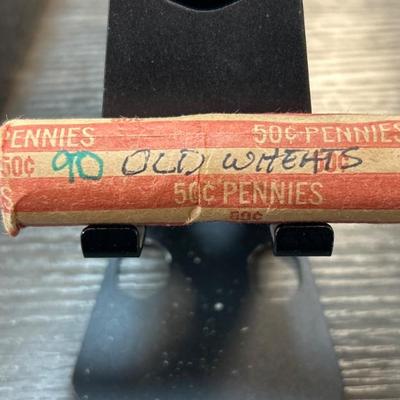 PENNIES 50¢ PENNIES
50¢ 90 OLD WHEATS
S 50¢ PENNIES
50¢